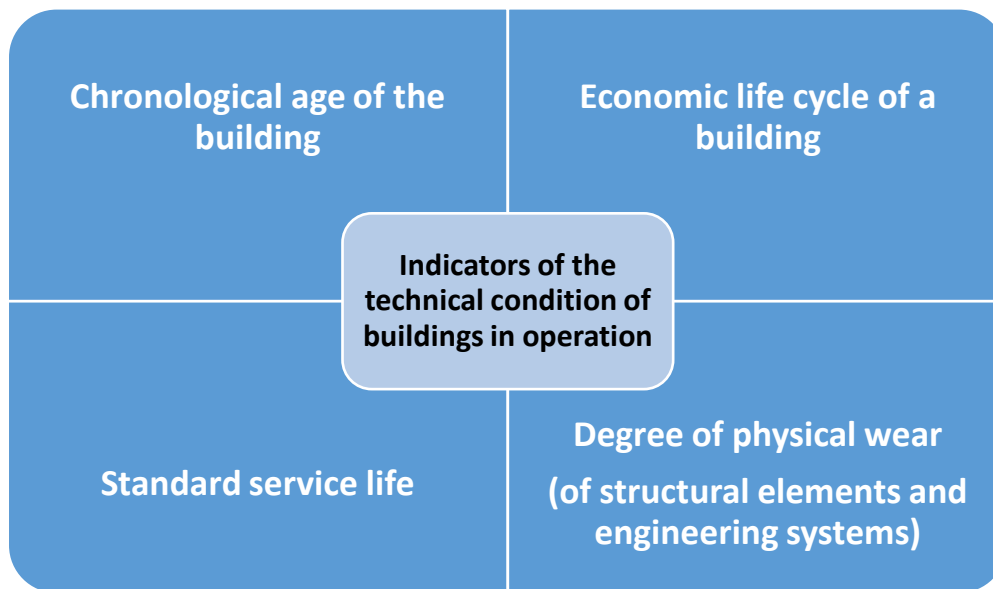 Chronological age of the
building
Economic life cycle of a
building
Indicators of the
technical condition of
buildings in operation
Standard service life
Degree of physical wear
(of structural elements and
engineering systems)